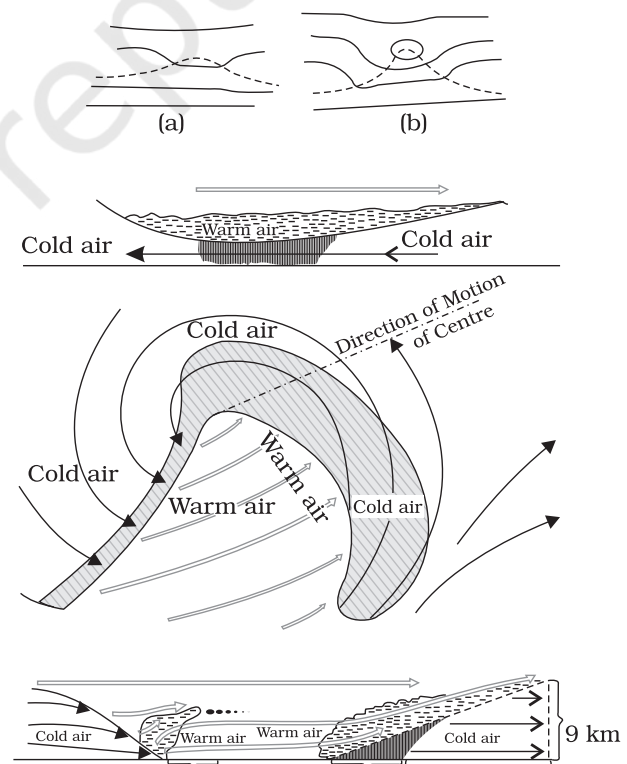 repu
(a)
(b)
Warm air
Cold air
Cold air
Direction of Motion
of Centre
Cold air
Warm air
Cold air
Warm air
Cold air
Cold air
Warm air
Warm air
Cold air
9 km